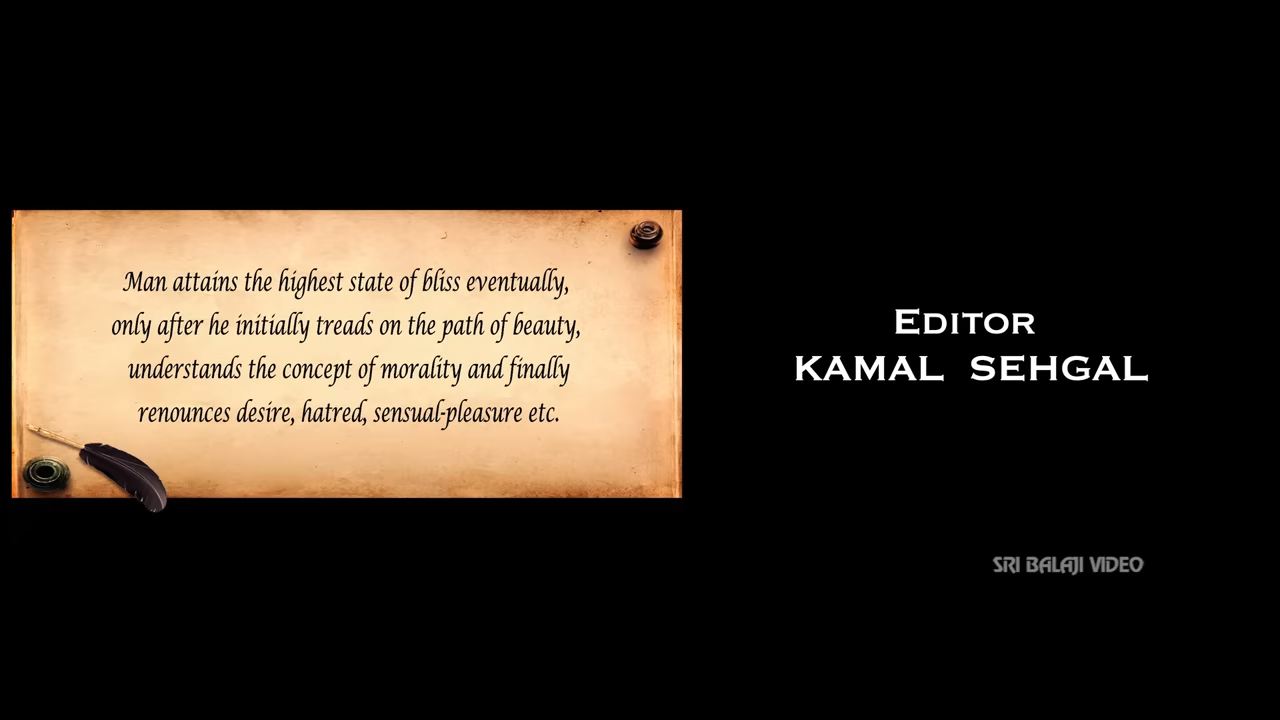 Man attains the highest state of bliss eventually,
only after he initially treads on the path of beauty,
understands the concept of morality and finally
renounces desire, hatred, sensual-pleasure etc.
EDITOR
KAMAL SEHGAL
SRI BALAJI VIDEO